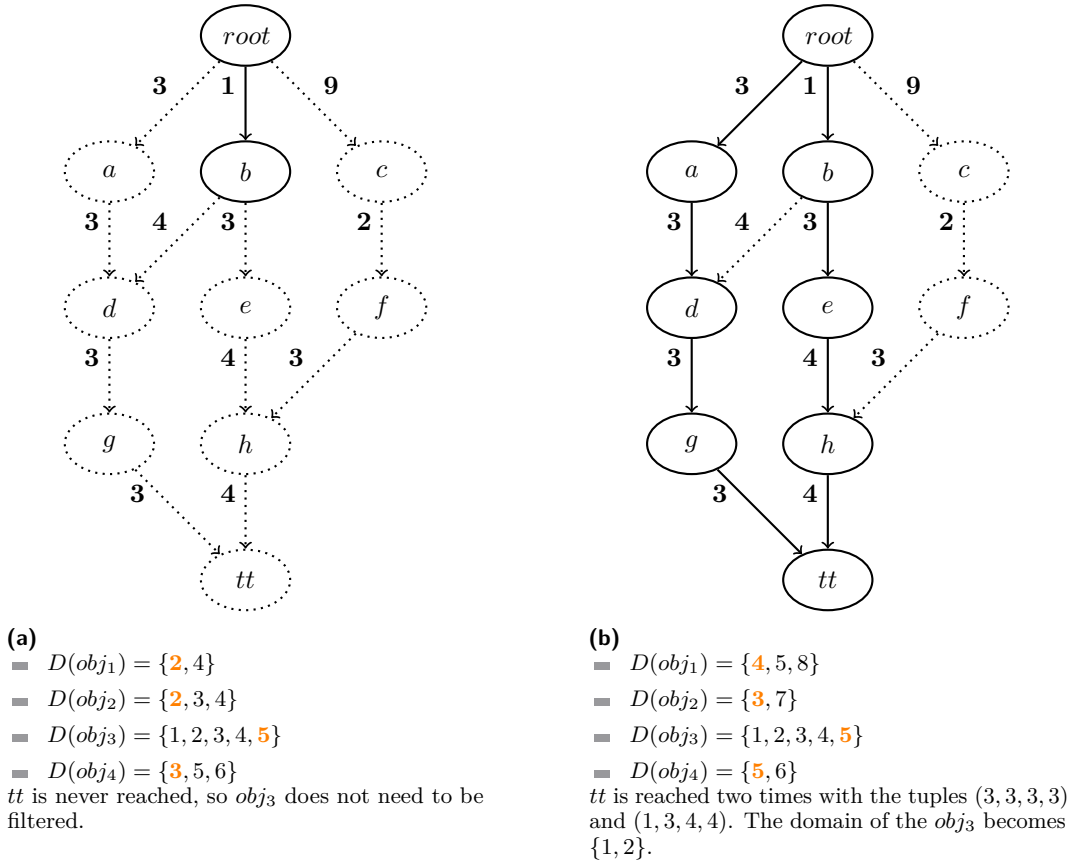 root
3 1 9
a b c
3 4 3 2
d e f
3 4 3
g h
3 4
tt
(a)
D(obj₁) = {2, 4}
D(obj₂) = {2, 3, 4}
D(obj₃) = {1, 2, 3, 4, 5}
D(obj₄) = {3, 5, 6}
tt is never reached, so obj₃ does not need to be
filtered.
root
3 1 9
a b c
3 4 3 2
d e f
3 4 3
g h
3 4
tt
(b)
D(obj₁) = {4, 5, 8}
D(obj₂) = {3, 7}
D(obj₃) = {1, 2, 3, 4, 5}
D(obj₄) = {5, 6}
tt is reached two times with the tuples (3, 3, 3, 3)
and (1, 3, 4, 4). The domain of the obj₃ becomes
{1, 2}.